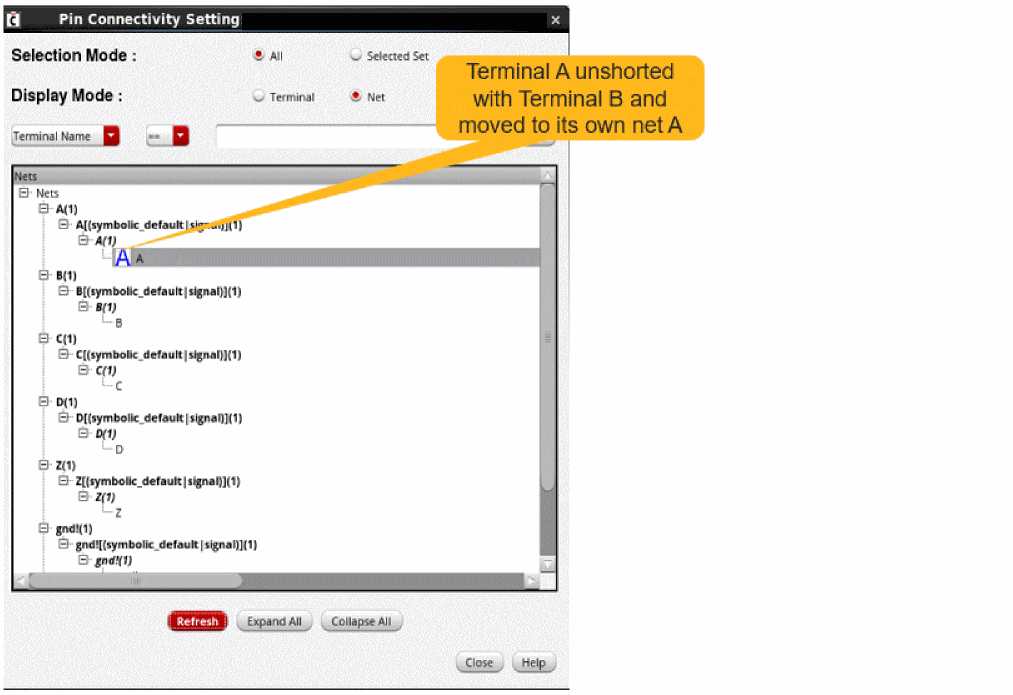 Pin Connectivity Setting
Selection Mode :
All
Selected Set
Display Mode :
Terminal
Net
Terminal A unshorted
with Terminal B and
moved to its own net A
Terminal Name
==
Nets
Nets
A(1)
A[(symbolic_default|signal)](1)
A(1)
A A
B(1)
B[(symbolic_default|signal)](1)
B(1)
B
C(1)
C[(symbolic_default|signal)](1)
C(1)
C
D(1)
D[(symbolic_default|signal)](1)
D(1)
D
Z(1)
Z[(symbolic_default|signal)](1)
Z(1)
Z
gnd!(1)
gnd![(symbolic_default|signal)](1)
gnd!(1)
Refresh
Expand All
Collapse All
Close
Help